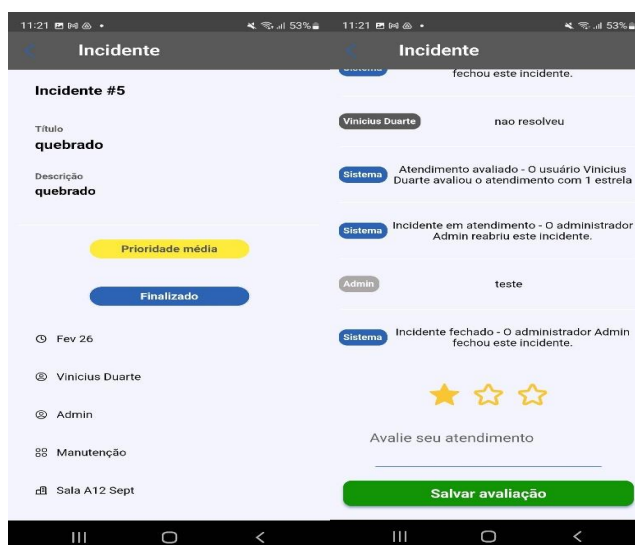 11:21
53%
Incidente
Incidente #5
Título
quebrado
Descrição
quebrado
Prioridade média
Finalizado
Fev 26
Vinicius Duarte
Admin
Manutenção
Sala A12 Sept
11:21
53%
Incidente
Sistema
fechou este incidente.
Vinicius Duarte
nao resolveu
Sistema
Atendimento avaliado - O usuário Vinicius
Duarte avaliou o atendimento com 1 estrela
Sistema
Incidente em atendimento - O administrador
Admin reabriu este incidente.
Admin
teste
Sistema
Incidente fechado - O administrador Admin
fechou este incidente.
Avalie seu atendimento
Salvar avaliação